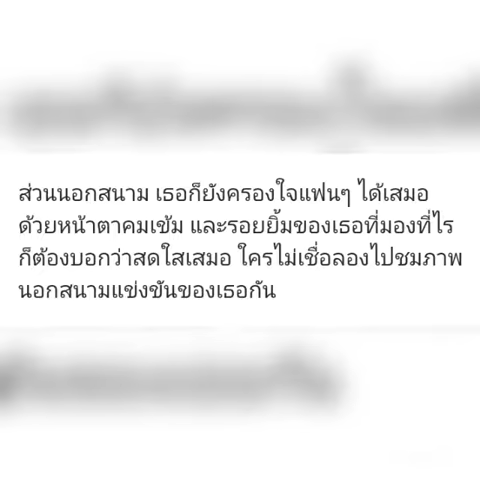 ส่วนนอกสนาม เธอก็ยังครองใจแฟนๆ ได้เสมอ
ด้วยหน้าตาคมเข้ม และรอยยิ้มของเธอที่มองที่ไร
ก็ต้องบอกว่าสดใสเสมอ ใครไม่เชื่อลองไปชมภาพ
นอกสนามแข่งขันของเธอกัน